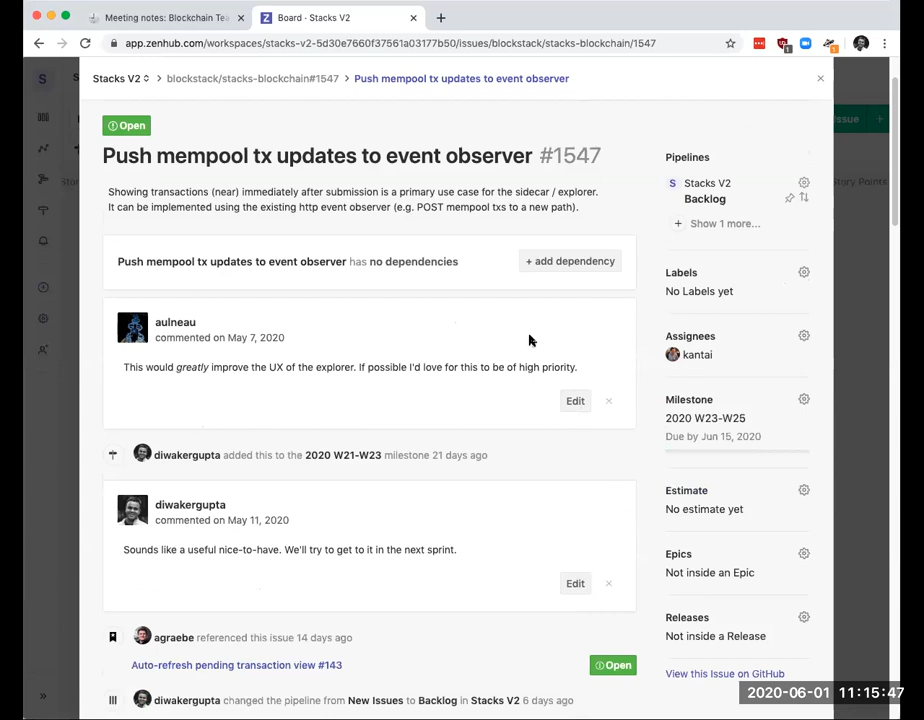 Meeting notes: Blockchain Tea
Board - Stacks V2
app.zenhub.com/workspaces/stacks-v2-5d30e7660f37561a03177b50/issues/blockstack/stacks-blockchain/1547
Stacks V2 > blockstack/stacks-blockchain#1547 > Push mempool tx updates to event observer
Issue
Open
Push mempool tx updates to event observer #1547
Showing transactions (near) immediately after submission is a primary use case for the sidecar / explorer.
It can be implemented using the existing http event observer (e.g. POST mempool txs to a new path).
Push mempool tx updates to event observer has no dependencies
+ add dependency
aulneau
commented on May 7, 2020
This would greatly improve the UX of the explorer. If possible I'd love for this to be of high priority.
Edit
diwakergupta added this to the 2020 W21-W23 milestone 21 days ago
diwakergupta
commented on May 11, 2020
Sounds like a useful nice-to-have. We'll try to get to it in the next sprint.
Edit
agraebe referenced this issue 14 days ago
Auto-refresh pending transaction view #143
Open
diwakergupta changed the pipeline from New Issues to Backlog in Stacks V2 6 days ago
Pipelines
S Stacks V2
Backlog
+ Show 1 more...
Labels
No Labels yet
Assignees
kantai
Milestone
2020 W23-W25
Due by Jun 15, 2020
Estimate
No estimate yet
Epics
Not inside an Epic
Releases
Not inside a Release
View this Issue on GitHub
Story Points
2020-06-01 11:15:47